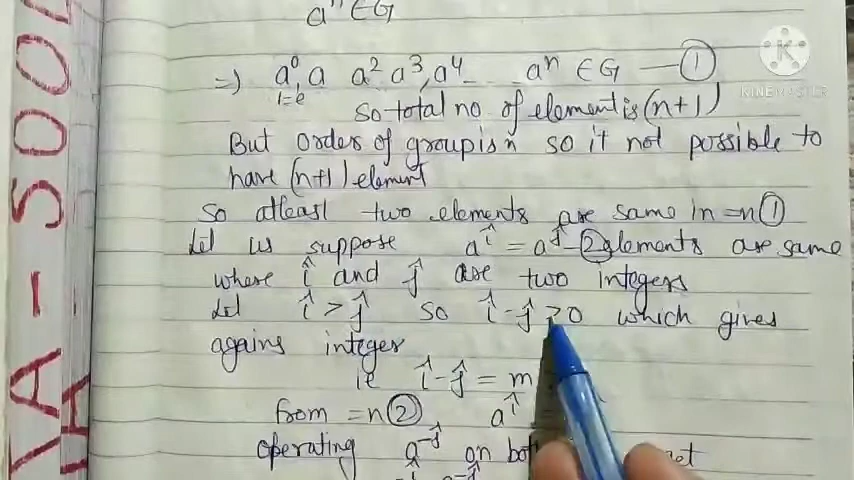 aⁿ ∈ G
⇒) a⁰, a a² a³, a⁴ .... aⁿ ∈ G —①
i=e
so total no. of element is (n+1)
But order of group is n so it not possible to
have (n+1) element
So atleast two elements are same in =n ①
Let us suppose a^i = a^j -② elements are same
where i and j are two integers
Let i > j so i-j >0 which gives
agains integer
ie i-j = m
from =n ② a^i
operating a^-j on
a^-j
KINEMASTER